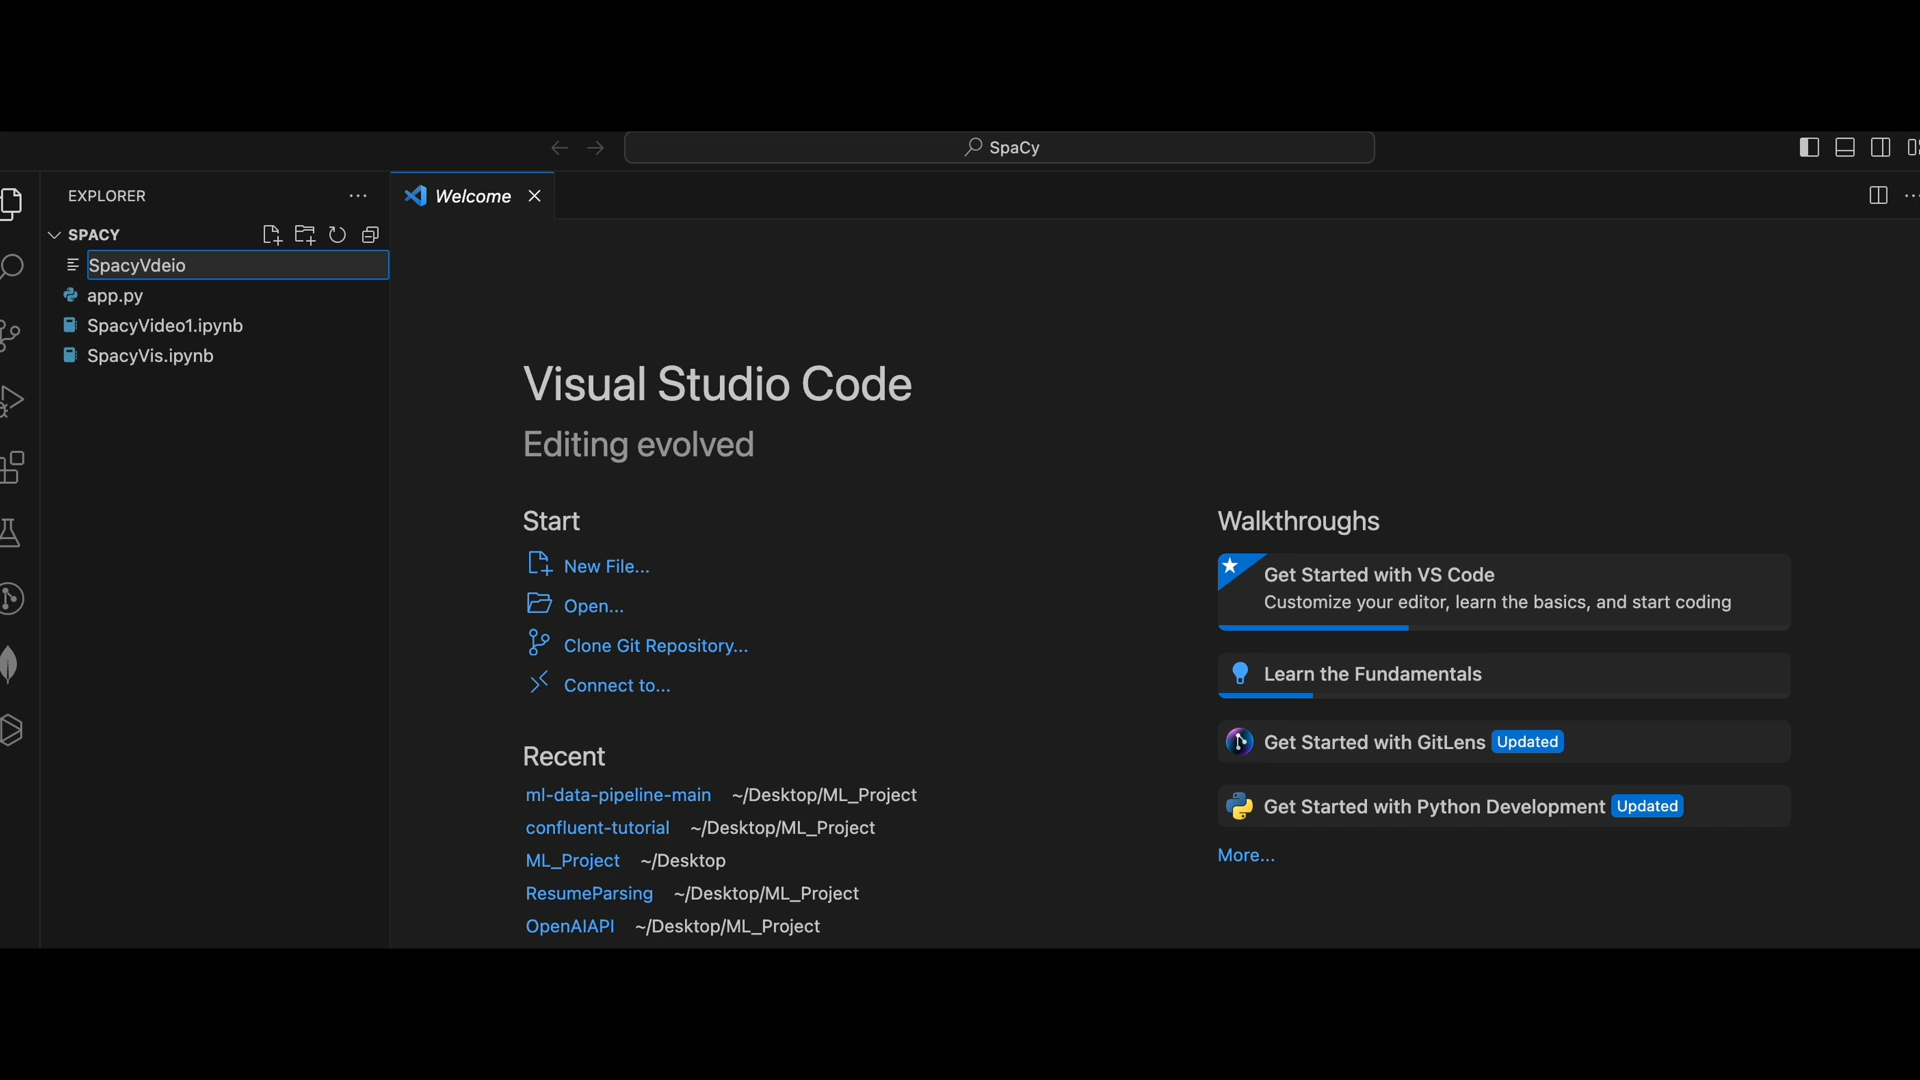 SpaCy
EXPLORER
Welcome
SPACY
SpacyVdeio
app.py
SpacyVideo1.ipynb
SpacyVis.ipynb
Visual Studio Code
Editing evolved
Start
New File...
Open...
Clone Git Repository...
Connect to...
Recent
ml-data-pipeline-main ~/Desktop/ML_Project
confluent-tutorial ~/Desktop/ML_Project
ML_Project ~/Desktop
ResumeParsing ~/Desktop/ML_Project
OpenAIAPI ~/Desktop/ML_Project
Walkthroughs
Get Started with VS Code
Customize your editor, learn the basics, and start coding
Learn the Fundamentals
Get Started with GitLens Updated
Get Started with Python Development Updated
More...